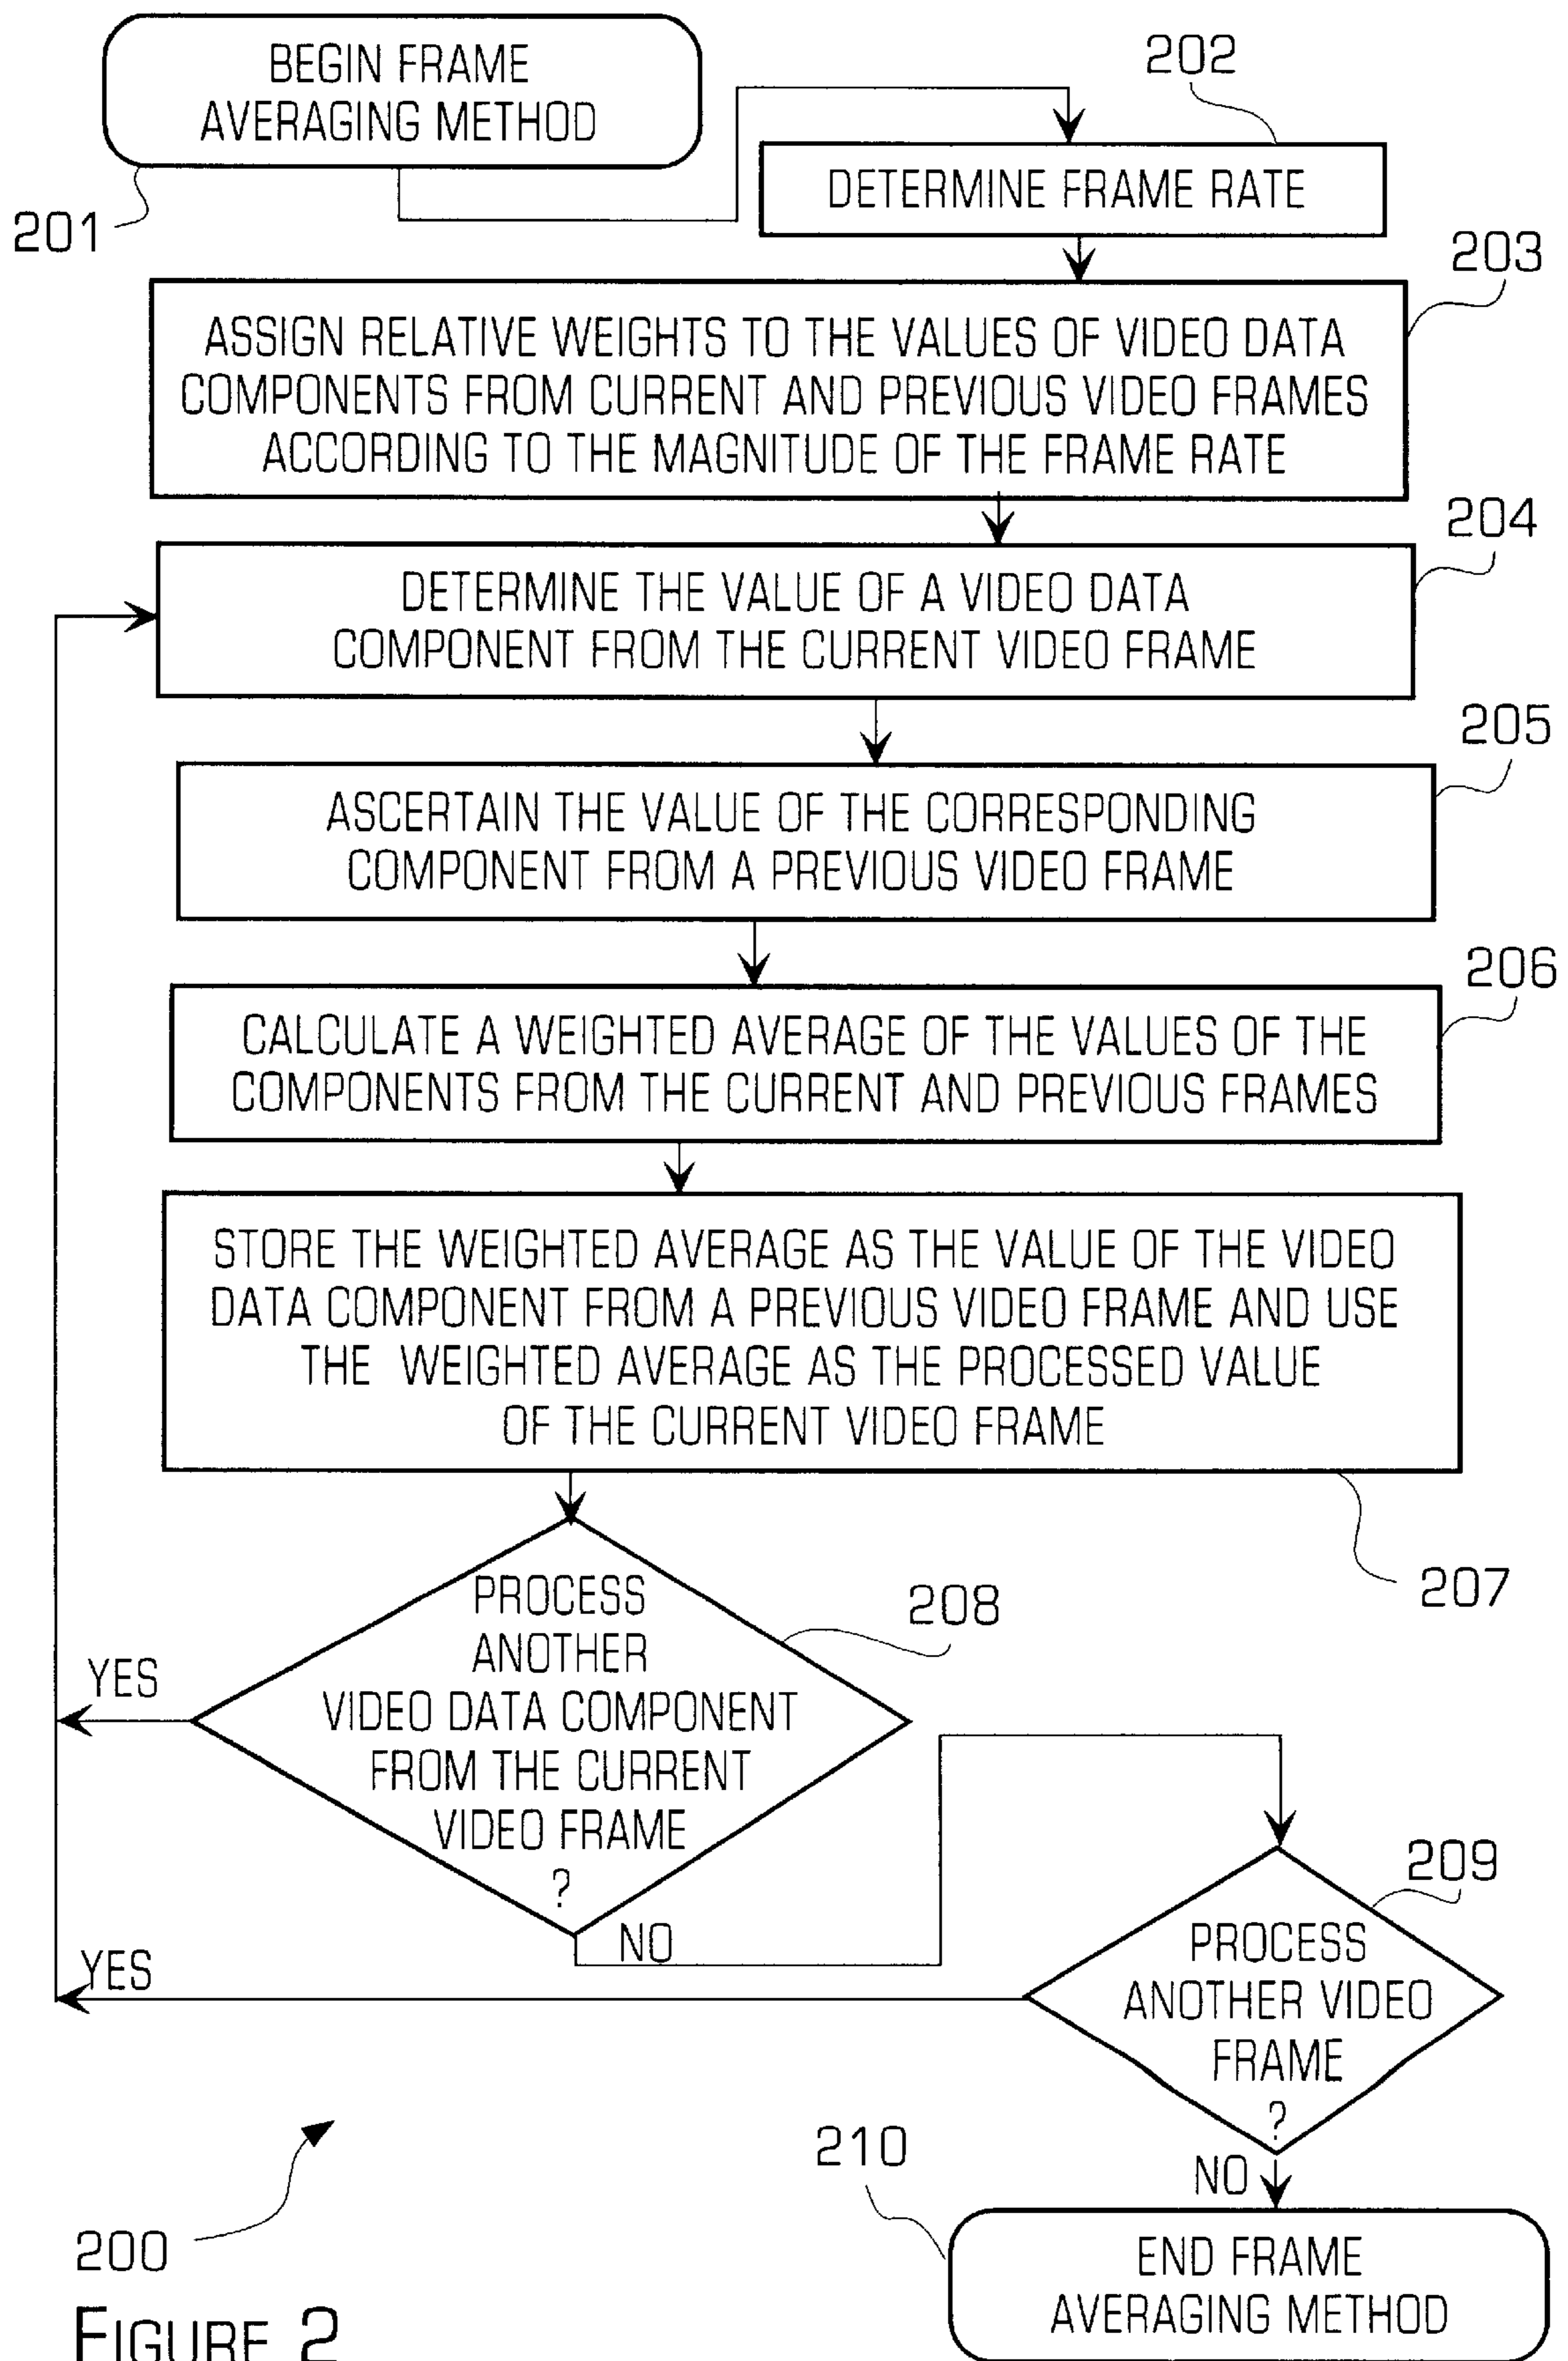 BEGIN FRAME
AVERAGING METHOD
201
202
DETERMINE FRAME RATE
203
ASSIGN RELATIVE WEIGHTS TO THE VALUES OF VIDEO DATA
COMPONENTS FROM CURRENT AND PREVIOUS VIDEO FRAMES
ACCORDING TO THE MAGNITUDE OF THE FRAME RATE
204
DETERMINE THE VALUE OF A VIDEO DATA
COMPONENT FROM THE CURRENT VIDEO FRAME
205
ASCERTAIN THE VALUE OF THE CORRESPONDING
COMPONENT FROM A PREVIOUS VIDEO FRAME
206
CALCULATE A WEIGHTED AVERAGE OF THE VALUES OF THE
COMPONENTS FROM THE CURRENT AND PREVIOUS FRAMES
STORE THE WEIGHTED AVERAGE AS THE VALUE OF THE VIDEO
DATA COMPONENT FROM A PREVIOUS VIDEO FRAME AND USE
THE WEIGHTED AVERAGE AS THE PROCESSED VALUE
OF THE CURRENT VIDEO FRAME
207
PROCESS
ANOTHER
VIDEO DATA COMPONENT
FROM THE CURRENT
VIDEO FRAME
?
208
YES
NO
209
PROCESS
ANOTHER VIDEO
FRAME
?
YES
NO
210
END FRAME
AVERAGING METHOD
200
FIGURE 2